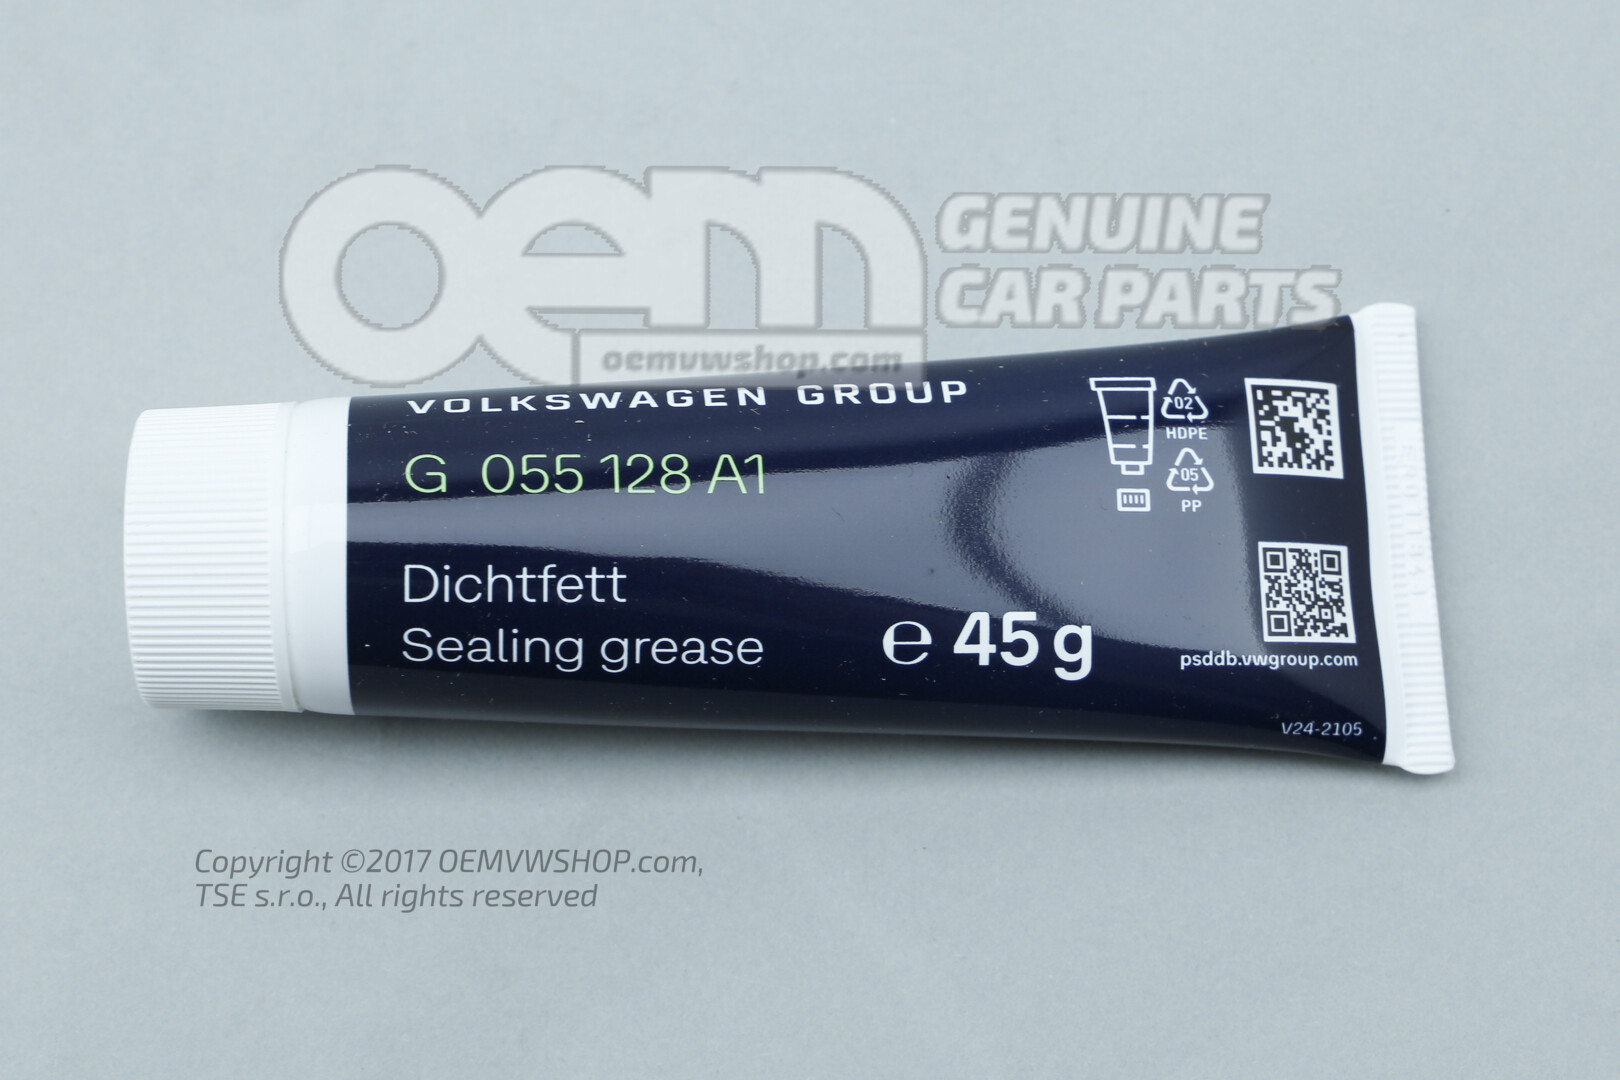 oem GENUINE
CAR PARTS
oemvwshop.com
VOLKSWAGEN GROUP
G 055 128 A1
Dichtfett
Sealing grease
℮ 45 g
02
HDPE
05
PP
psddb.vwgroup.com
V24-2105
Copyright ©2017 OEMVWSHOP.com,
TSE s.r.o., All rights reserved